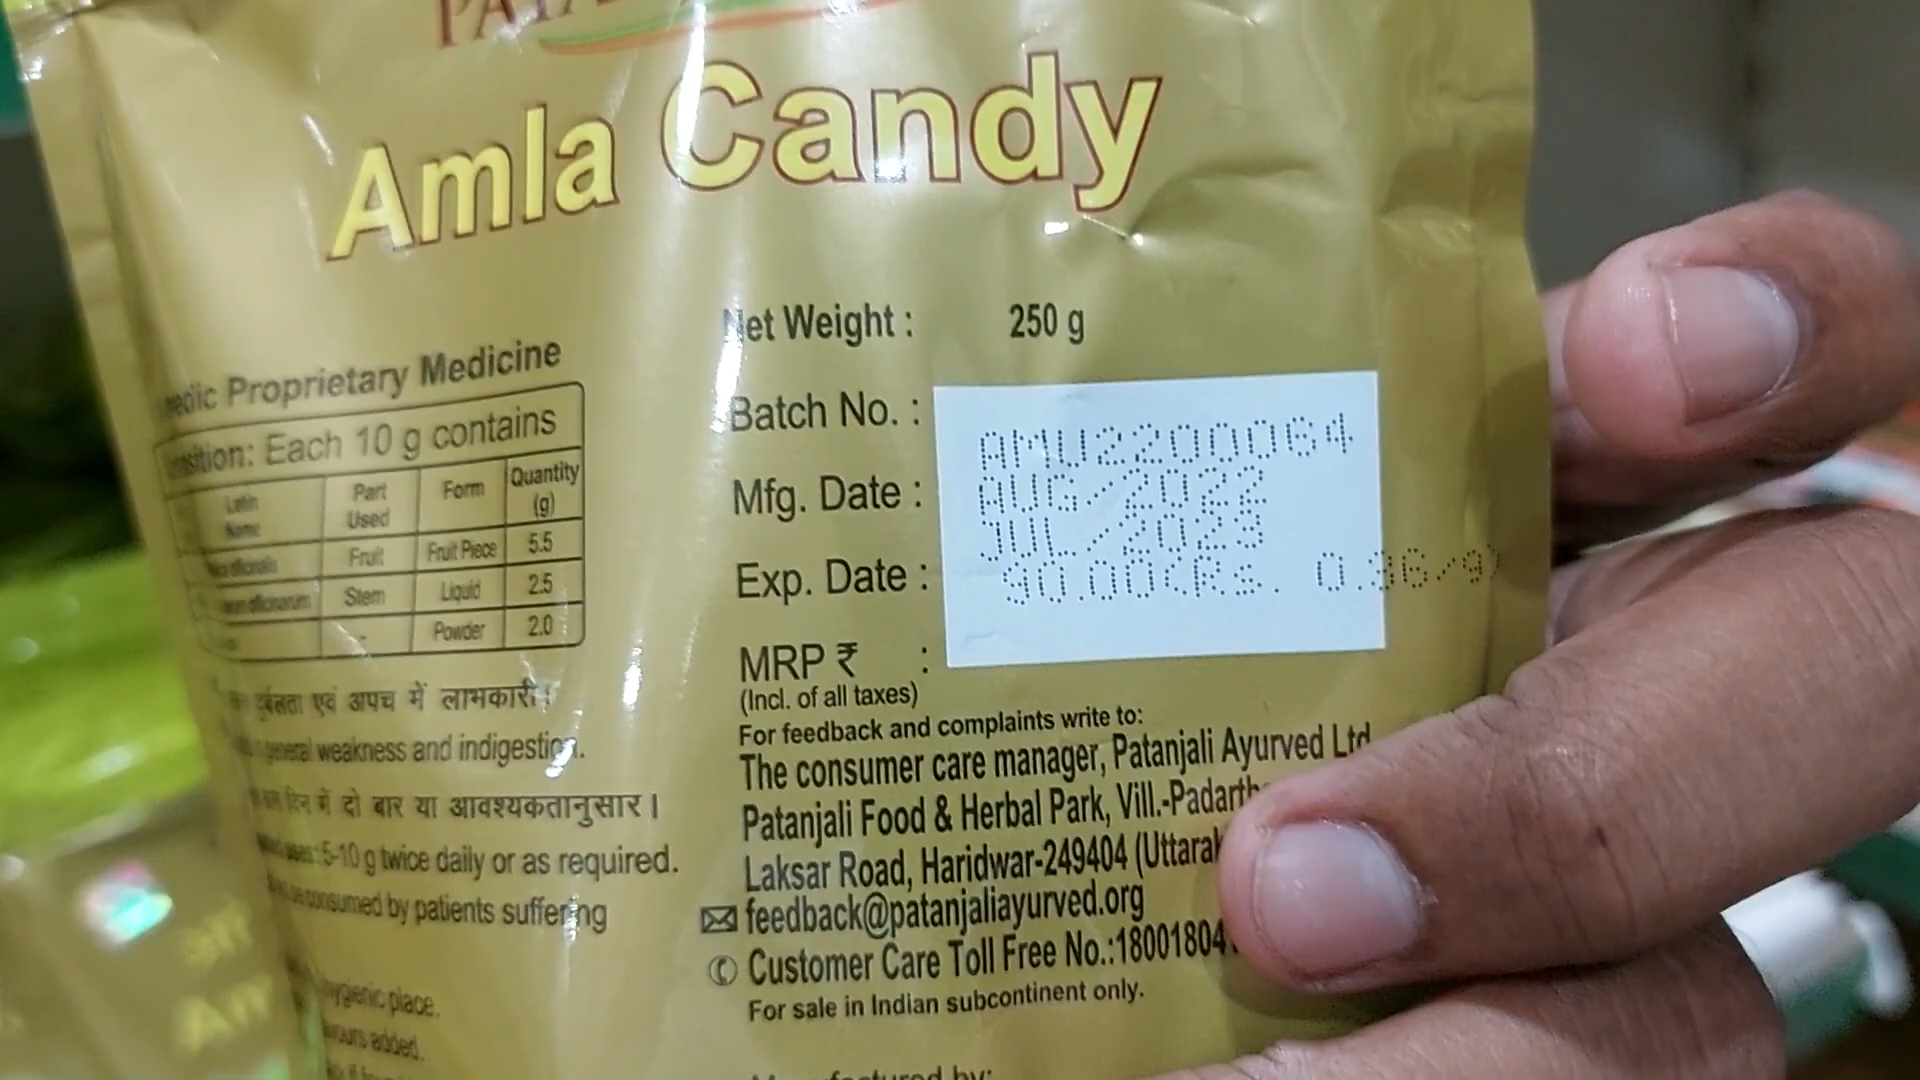 Amla Candy
Proprietary Medicine
Each 10 g contains
Latin Name Part Used Form Quantity (g)
Fruit Fruit Piece 5.5
Stem Liquid 2.5
- Powder 2.0
दुर्बलता एवं अपच में लाभकारी।
general weakness and indigestion.
दिन में दो बार या आवश्यकतानुसार।
5-10 g twice daily or as required.
consumed by patients suffering
place.
added.
Net Weight : 250 g
Batch No. : AMU2200064
Mfg. Date : AUG/2022
Exp. Date : JUL/2023
MRP ₹ : 90.00(Rs. 0.36/g)
(Incl. of all taxes)
For feedback and complaints write to:
The consumer care manager, Patanjali Ayurved Ltd
Patanjali Food & Herbal Park, Vill.-Padarth
Laksar Road, Haridwar-249404
feedback@patanjaliayurved.org
Customer Care Toll Free No.:18001804
For sale in Indian subcontinent only.
by: